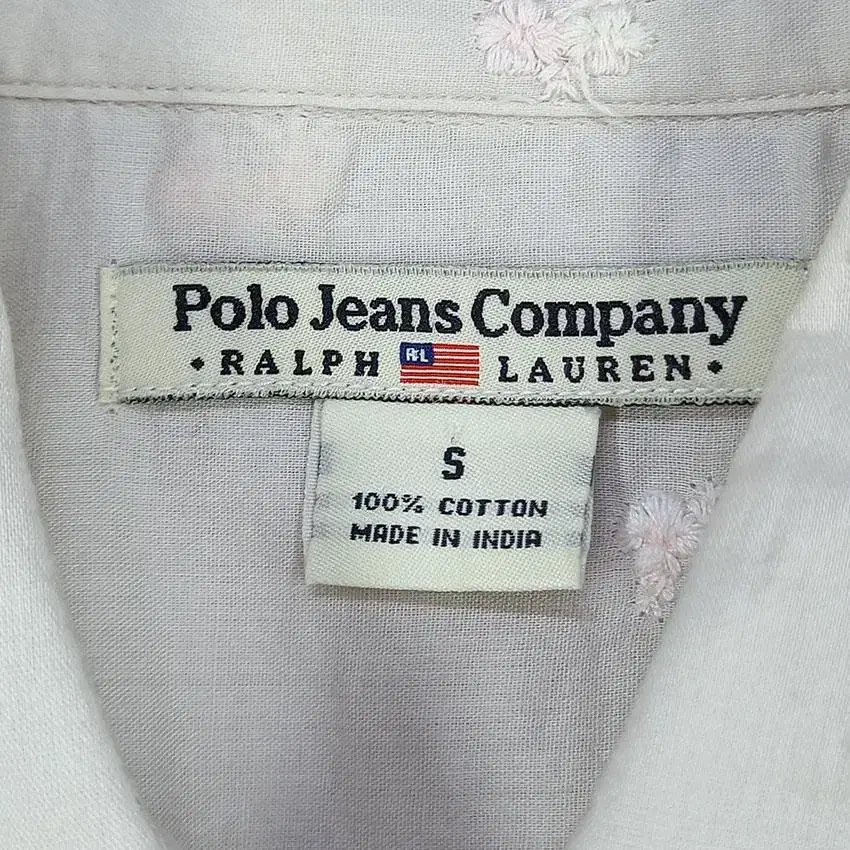 Polo Jeans Company
• RALPH RL LAUREN •
S
100% COTTON
MADE IN INDIA